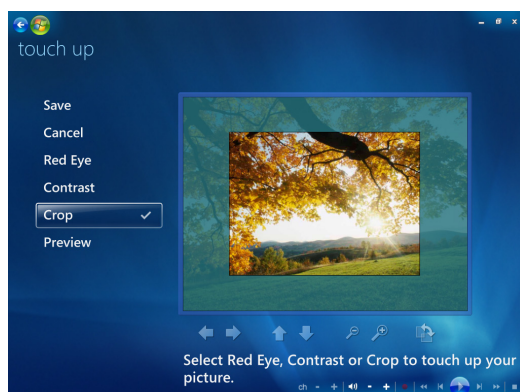 touch up
Save
Cancel
Red Eye
Contrast
Crop
Preview
Select Red Eye, Contrast or Crop to touch up your
picture.
ch - +